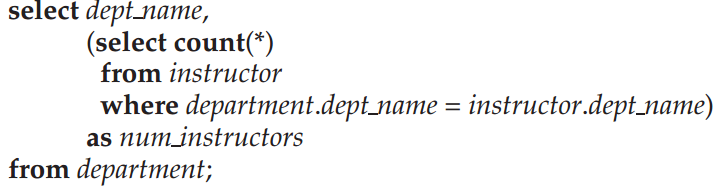 select dept_name,
(select count(*)
from instructor
where department.dept_name = instructor.dept_name)
as num_instructors
from department;